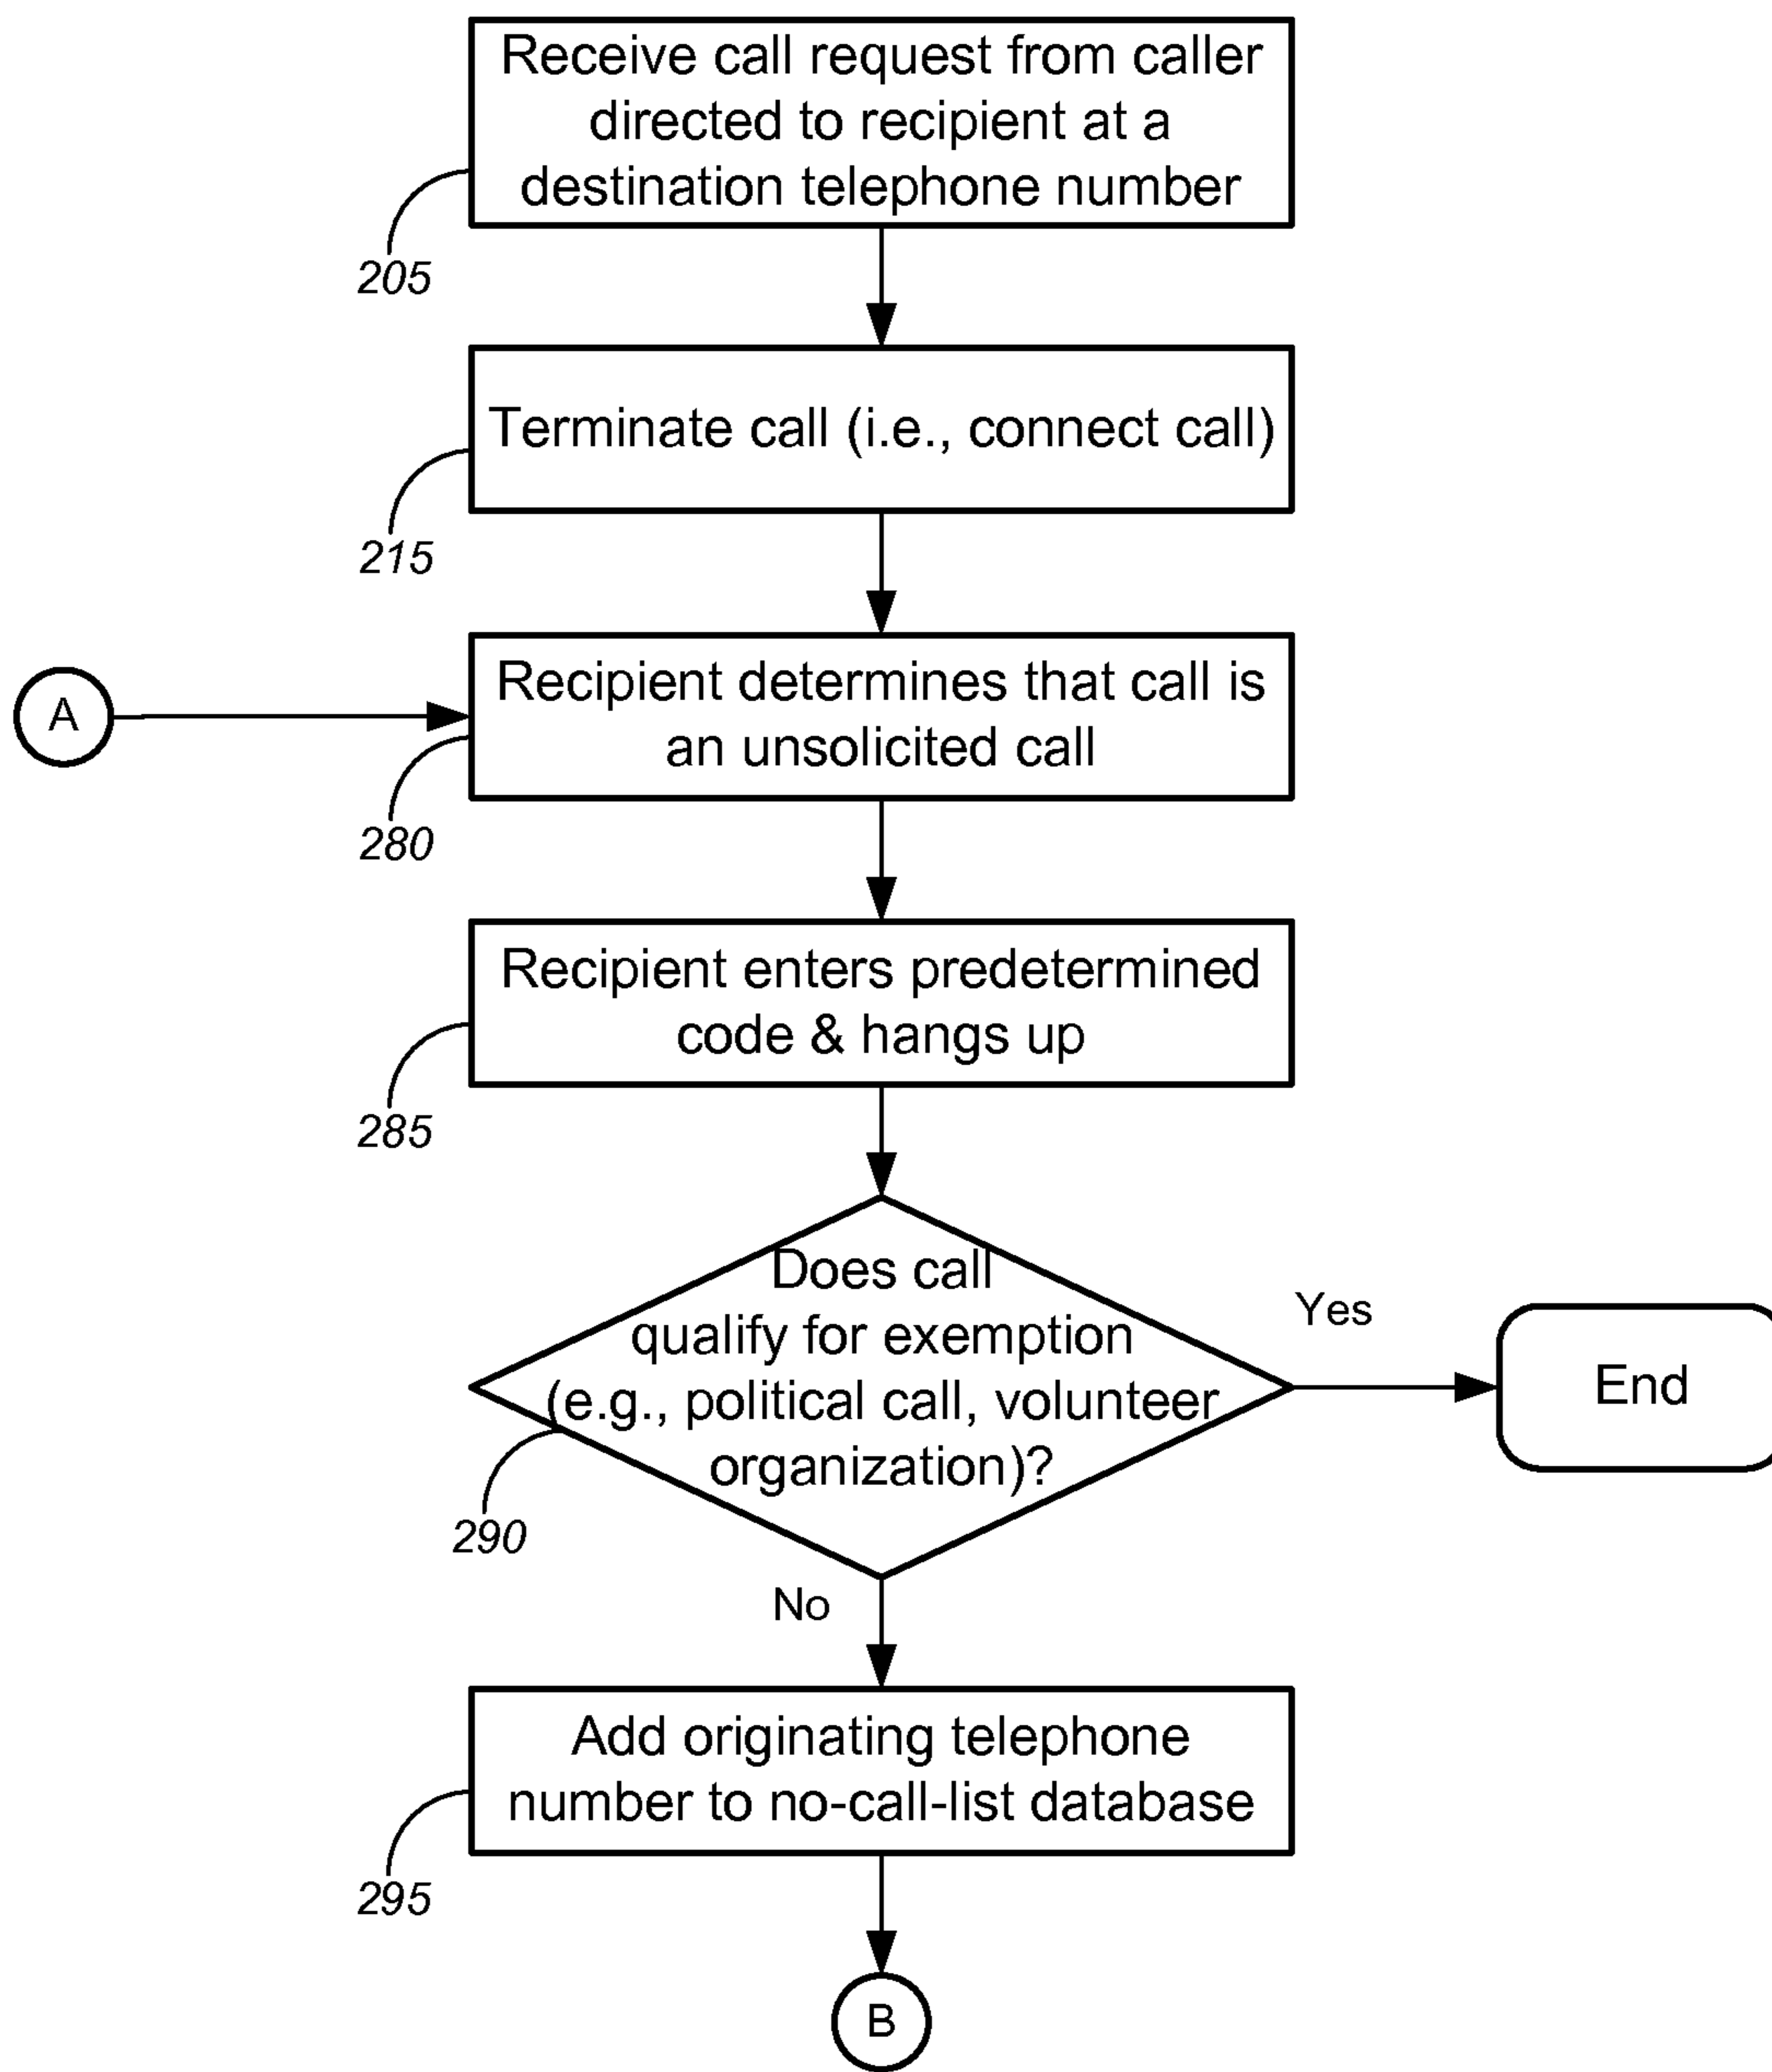 Receive call request from caller
directed to recipient at a
destination telephone number
205
Terminate call (i.e., connect call)
215
A
Recipient determines that call is
an unsolicited call
280
Recipient enters predetermined
code & hangs up
285
Does call
qualify for exemption
(e.g., political call, volunteer
organization)?
290
Yes
End
No
Add originating telephone
number to no-call-list database
295
B